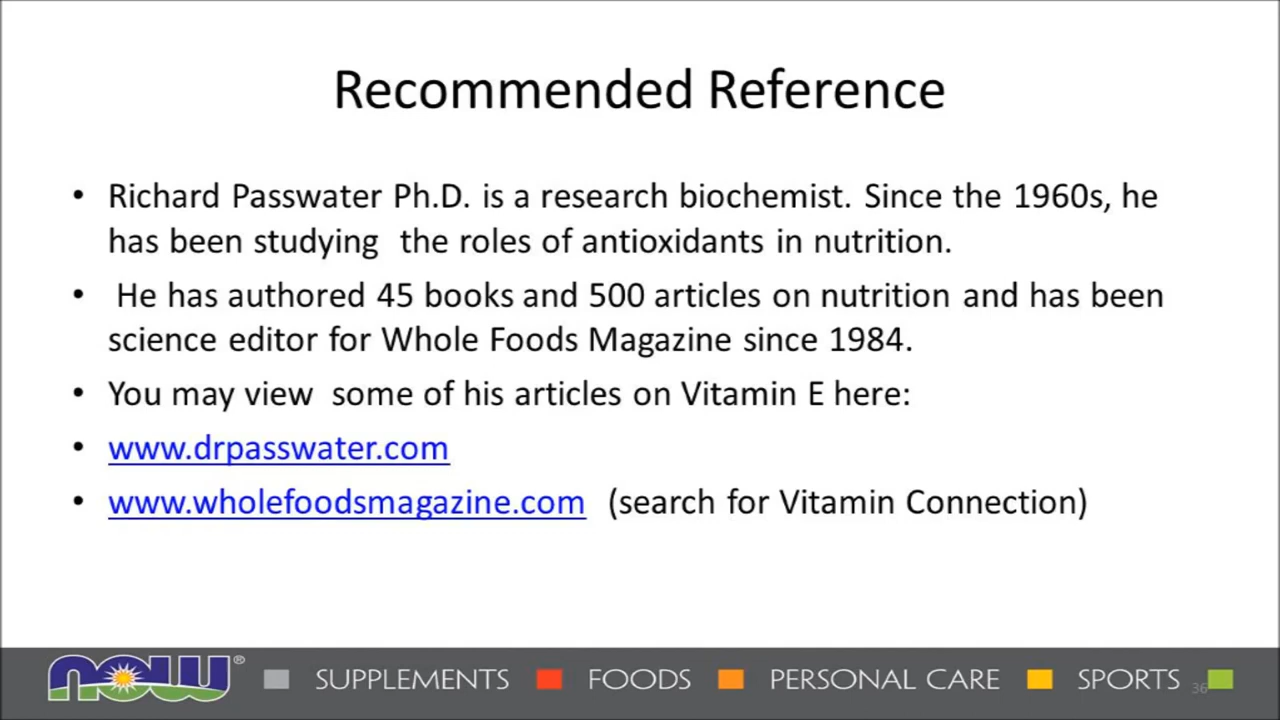 Recommended Reference
• Richard Passwater Ph.D. is a research biochemist. Since the 1960s, he
has been studying  the roles of antioxidants in nutrition.
•  He has authored 45 books and 500 articles on nutrition and has been
science editor for Whole Foods Magazine since 1984.
• You may view  some of his articles on Vitamin E here:
• www.drpasswater.com
• www.wholefoodsmagazine.com  (search for Vitamin Connection)
now® SUPPLEMENTS FOODS PERSONAL CARE SPORTS 36